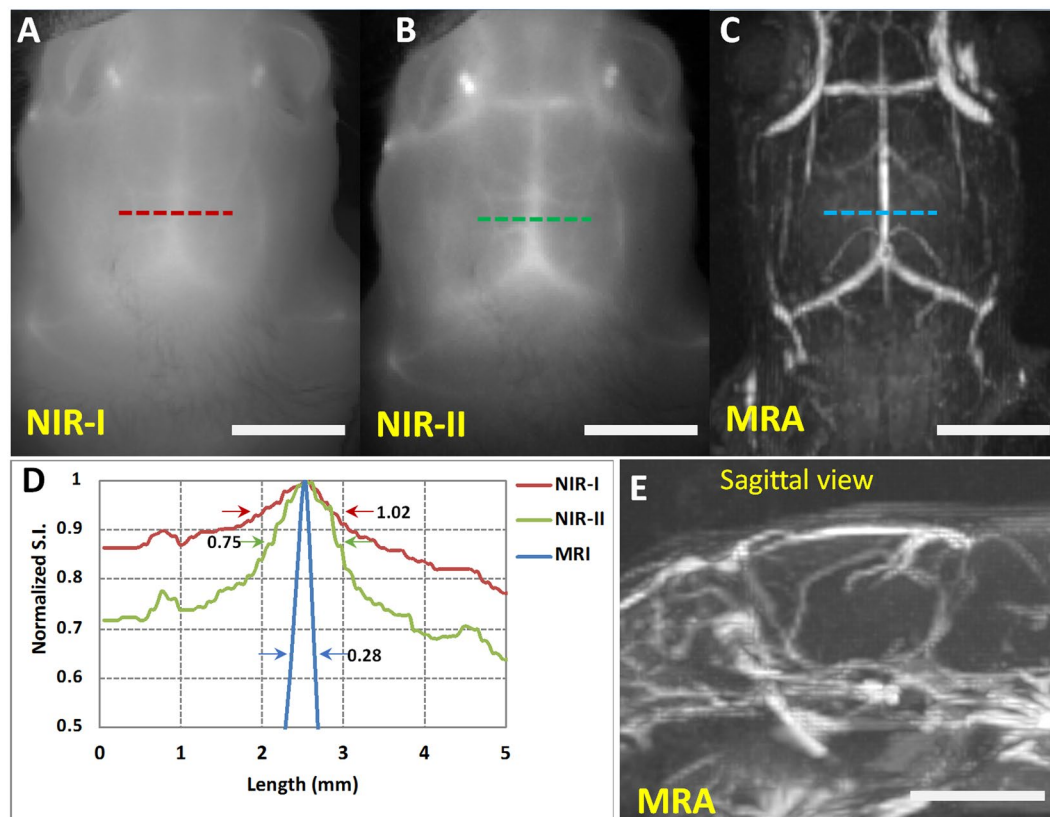 A
B
C
NIR-I
NIR-II
MRA
D
1
0.9
0.8
0.7
0.6
0.5
0
1
2
3
4
5
Normalized S.I.
Length (mm)
1.02
0.75
0.28
NIR-I
NIR-II
MRI
E
Sagittal view
MRA